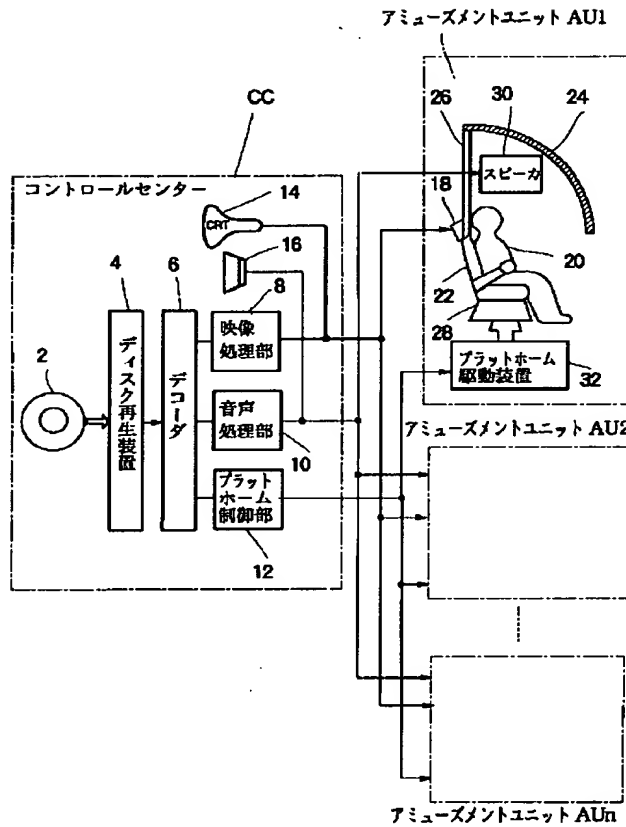 アミューズメントユニット AU1
CC
26
30
24
コントロールセンター
14
スピーカ
18
CRT
16
4
6
8
20
映像
処理部
22
2
28
ディスク再生装置
デコーダ
プラットホーム
駆動装置
32
音声
処理部
10
アミューズメントユニット AU2
プラット
ホーム
制御部
12
アミューズメントユニット AUn